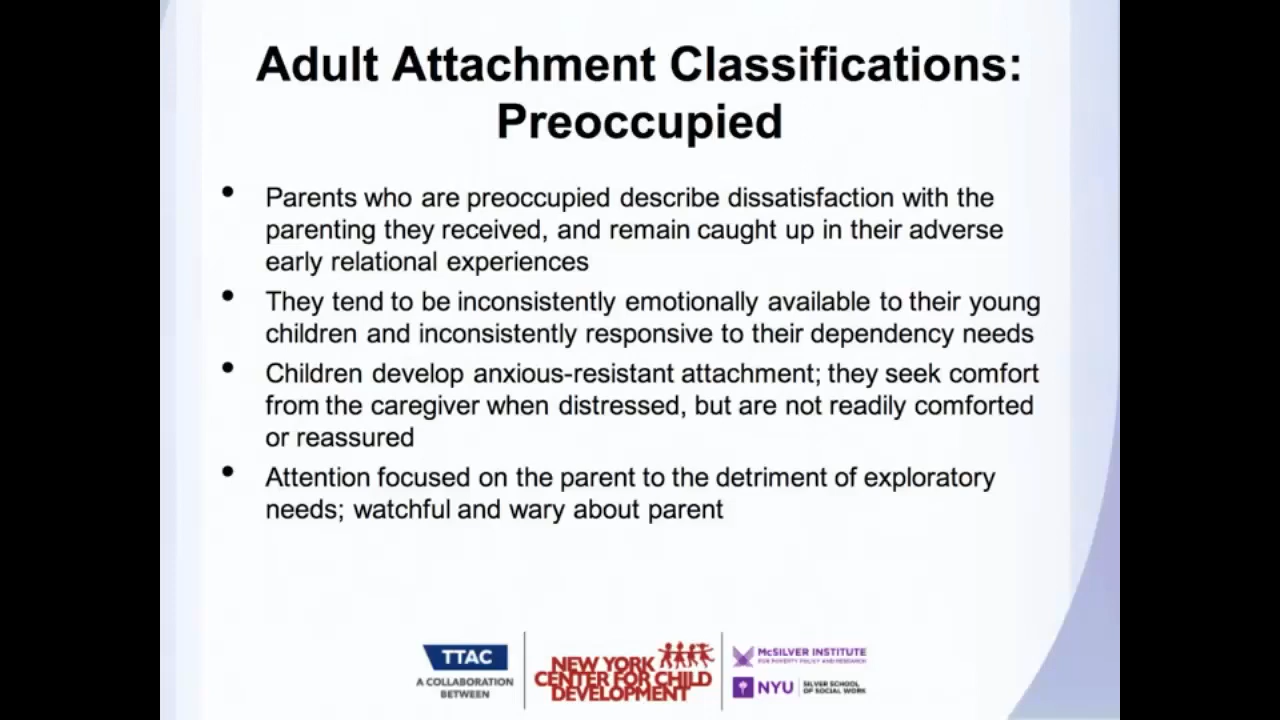 Adult Attachment Classifications:
Preoccupied
• Parents who are preoccupied describe dissatisfaction with the
parenting they received, and remain caught up in their adverse
early relational experiences
• They tend to be inconsistently emotionally available to their young
children and inconsistently responsive to their dependency needs
• Children develop anxious-resistant attachment; they seek comfort
from the caregiver when distressed, but are not readily comforted
or reassured
• Attention focused on the parent to the detriment of exploratory
needs; watchful and wary about parent
TTAC
A COLLABORATION
BETWEEN
NEW YORK
CENTER FOR CHILD
DEVELOPMENT
MCSILVER INSTITUTE
FOR POVERTY POLICY AND RESEARCH
NYU
SILVER SCHOOL
OF SOCIAL WORK